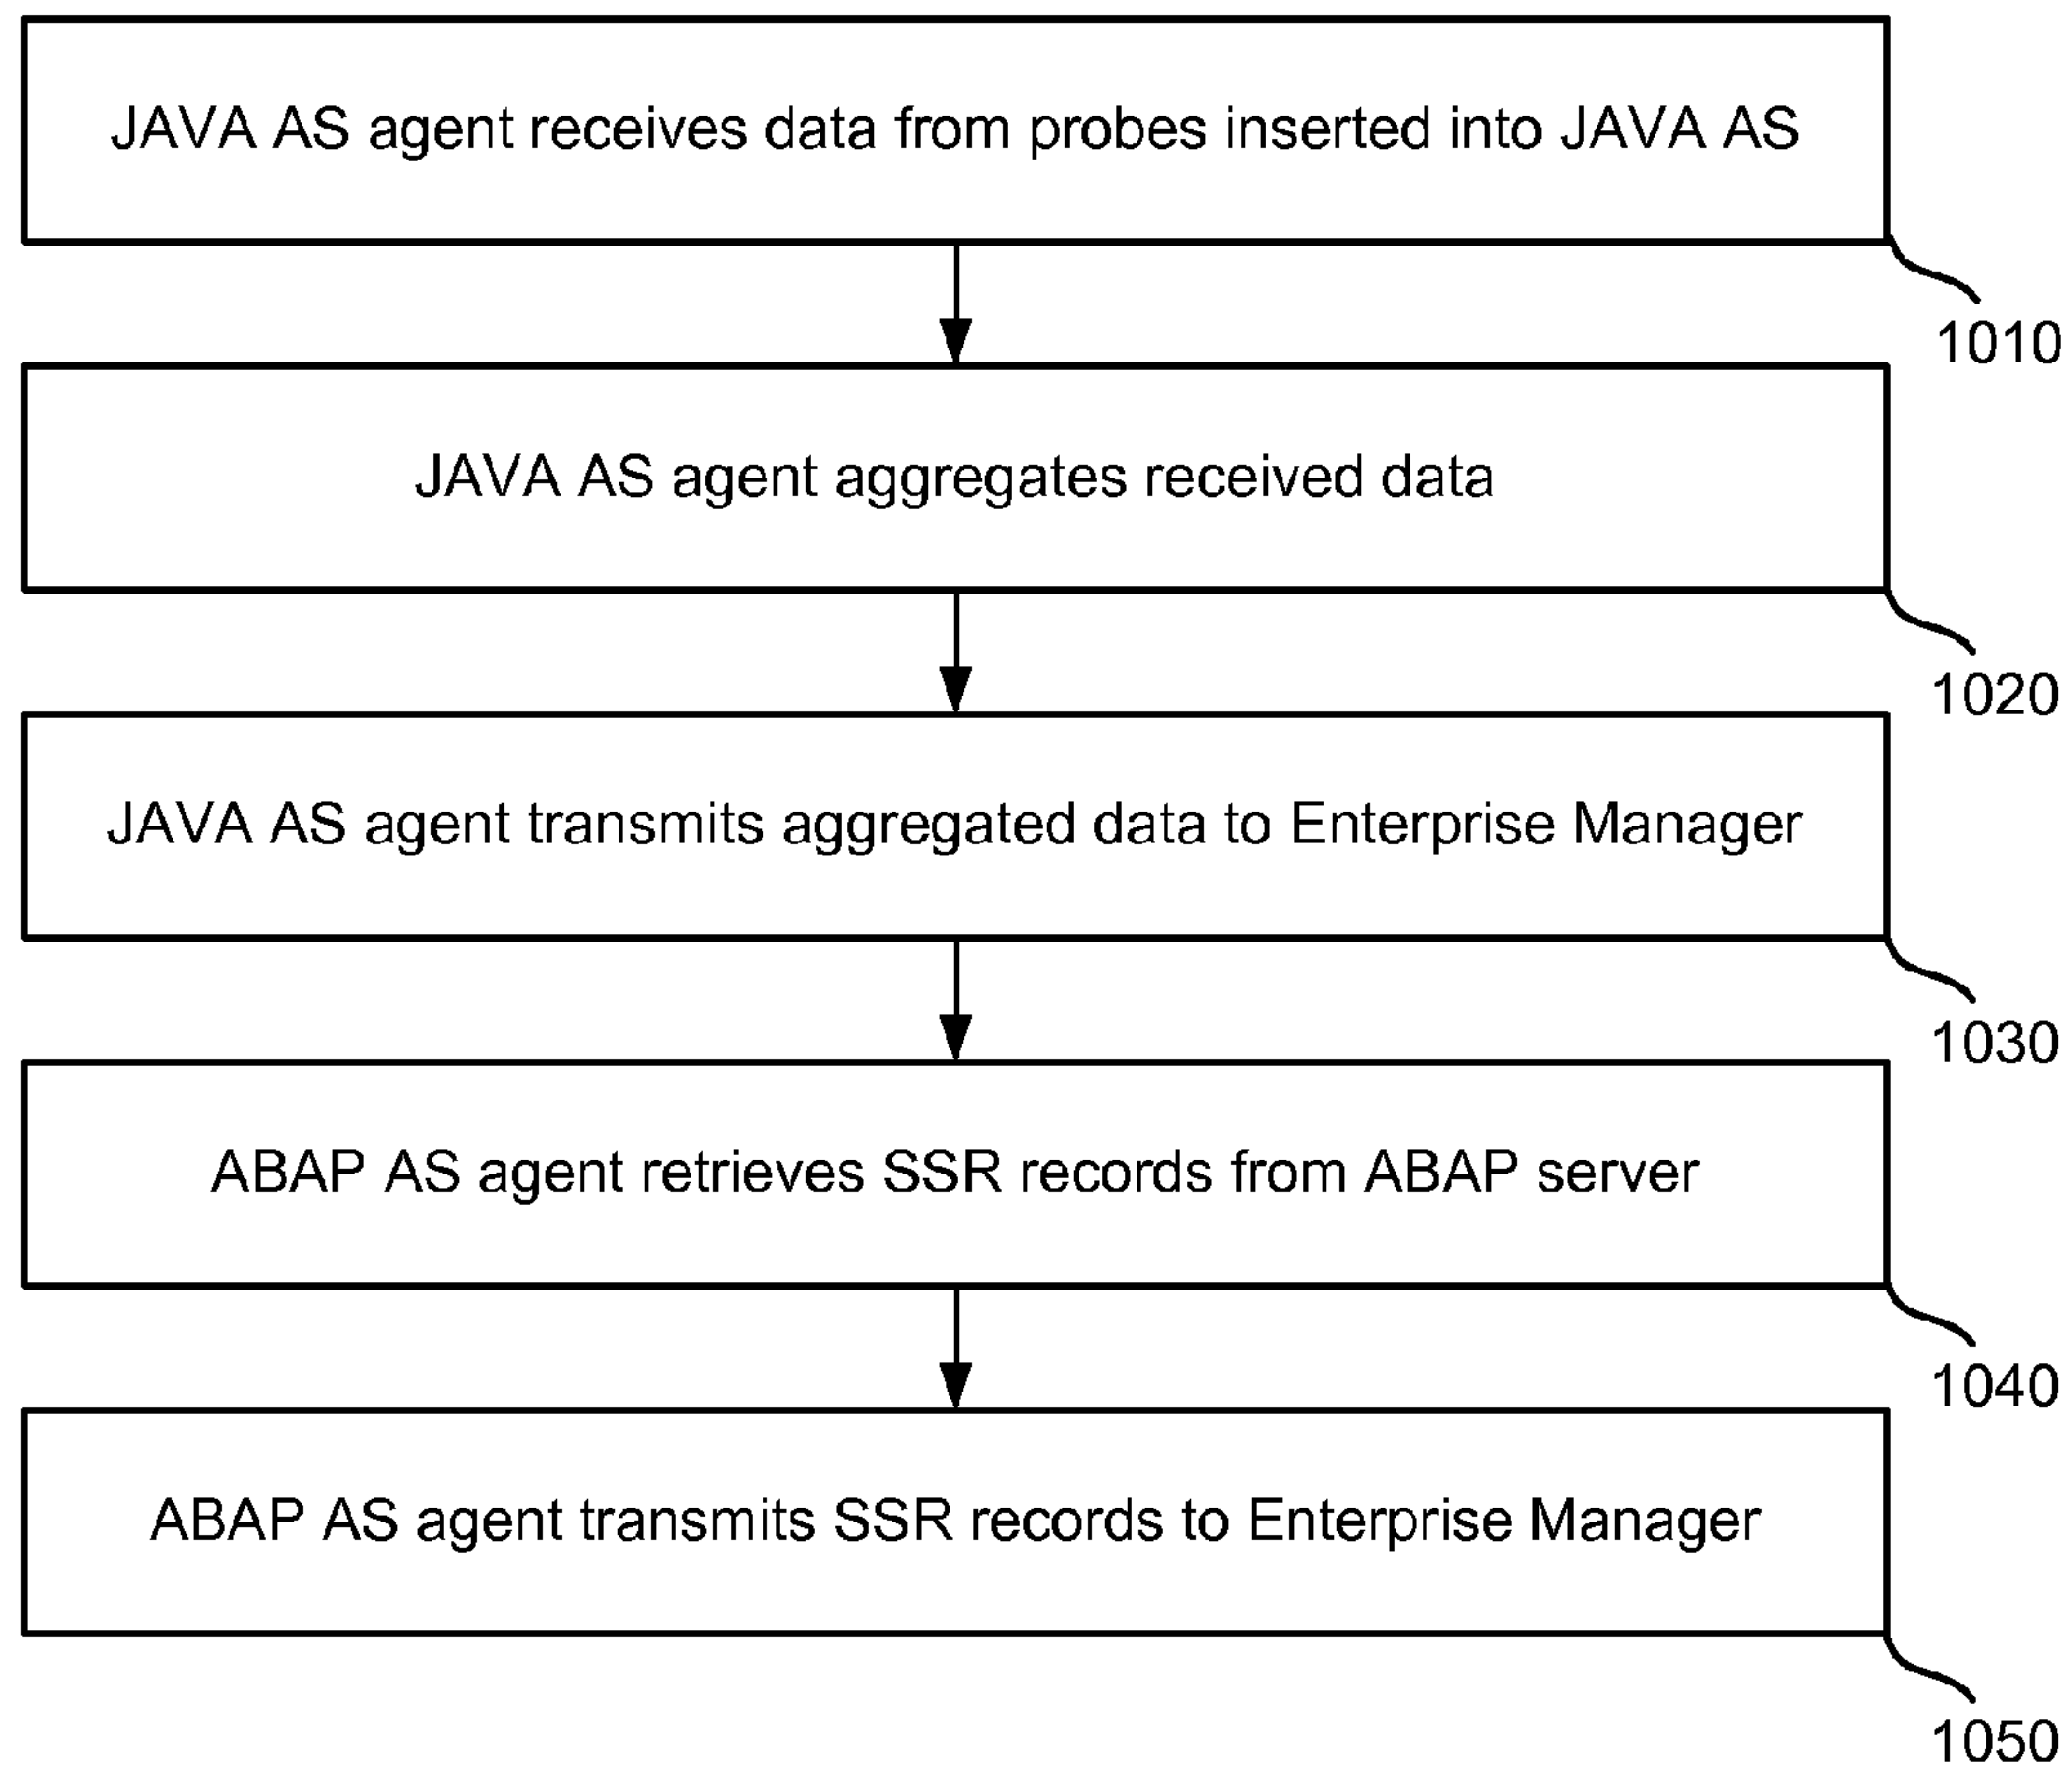 JAVA AS agent receives data from probes inserted into JAVA AS
1010
JAVA AS agent aggregates received data
1020
JAVA AS agent transmits aggregated data to Enterprise Manager
1030
ABAP AS agent retrieves SSR records from ABAP server
1040
ABAP AS agent transmits SSR records to Enterprise Manager
1050